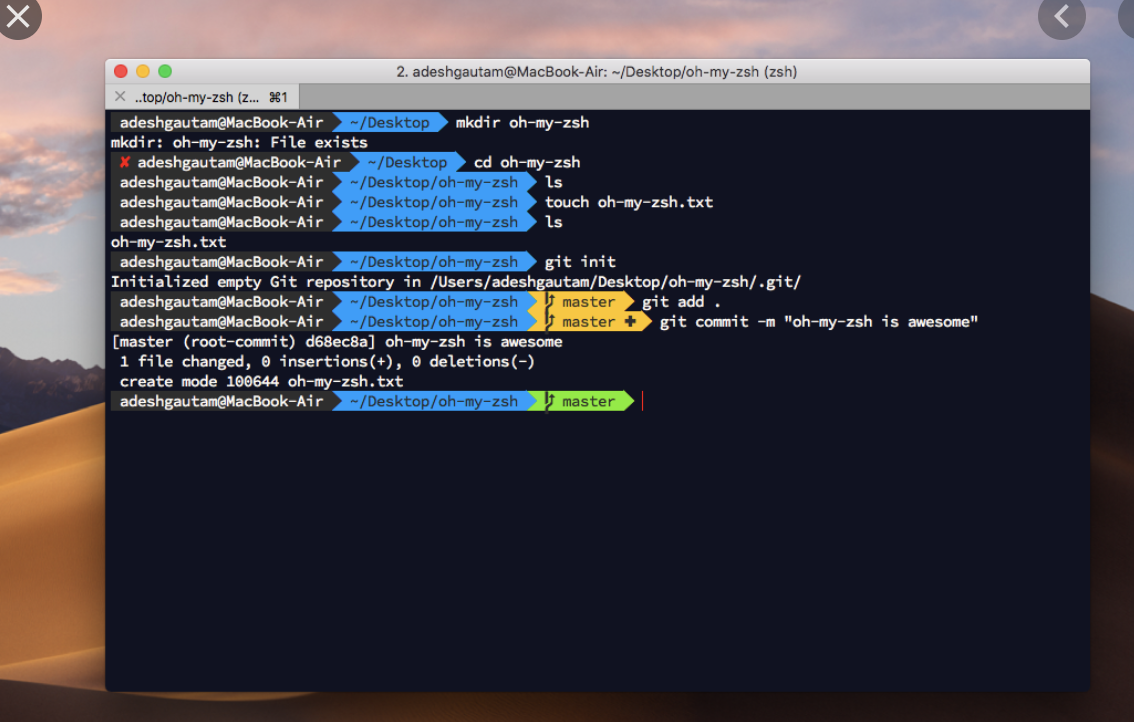 2. adeshgautam@MacBook-Air: ~/Desktop/oh-my-zsh (zsh)
..top/oh-my-zsh (z... ⌘1
adeshgautam@MacBook-Air ~/Desktop mkdir oh-my-zsh
mkdir: oh-my-zsh: File exists
✘ adeshgautam@MacBook-Air ~/Desktop cd oh-my-zsh
adeshgautam@MacBook-Air ~/Desktop/oh-my-zsh ls
adeshgautam@MacBook-Air ~/Desktop/oh-my-zsh touch oh-my-zsh.txt
adeshgautam@MacBook-Air ~/Desktop/oh-my-zsh ls
oh-my-zsh.txt
adeshgautam@MacBook-Air ~/Desktop/oh-my-zsh git init
Initialized empty Git repository in /Users/adeshgautam/Desktop/oh-my-zsh/.git/
adeshgautam@MacBook-Air ~/Desktop/oh-my-zsh master git add .
adeshgautam@MacBook-Air ~/Desktop/oh-my-zsh master ✚ git commit -m "oh-my-zsh is awesome"
[master (root-commit) d68ec8a] oh-my-zsh is awesome
1 file changed, 0 insertions(+), 0 deletions(-)
create mode 100644 oh-my-zsh.txt
adeshgautam@MacBook-Air ~/Desktop/oh-my-zsh master